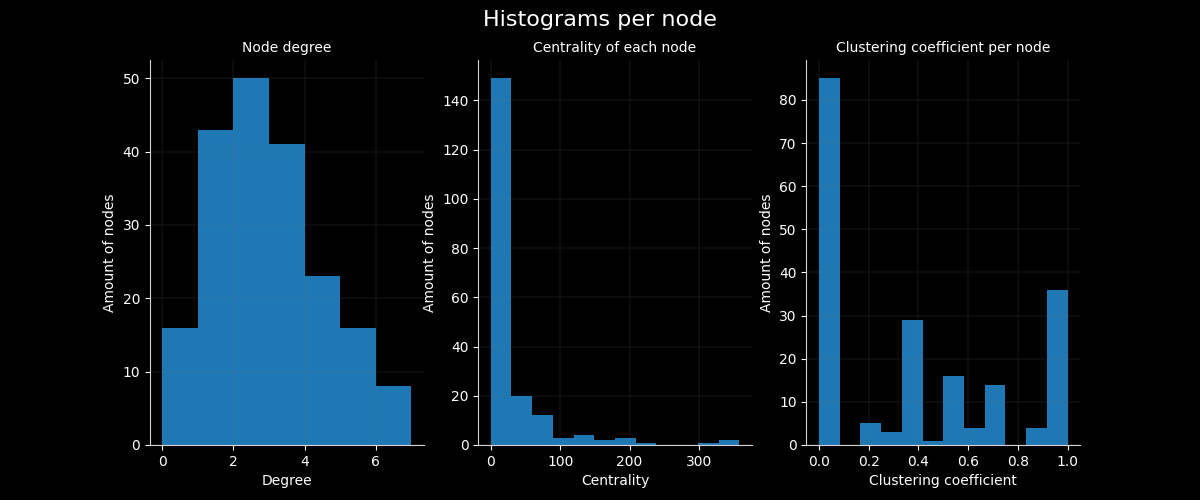 Histograms per node
Node degree
Amount of nodes
50
40
30
20
10
0
0 2 4 6
Degree
Centrality of each node
Amount of nodes
140
120
100
80
60
40
20
0
0 100 200 300
Centrality
Clustering coefficient per node
Amount of nodes
80
70
60
50
40
30
20
10
0
0.0 0.2 0.4 0.6 0.8 1.0
Clustering coefficient